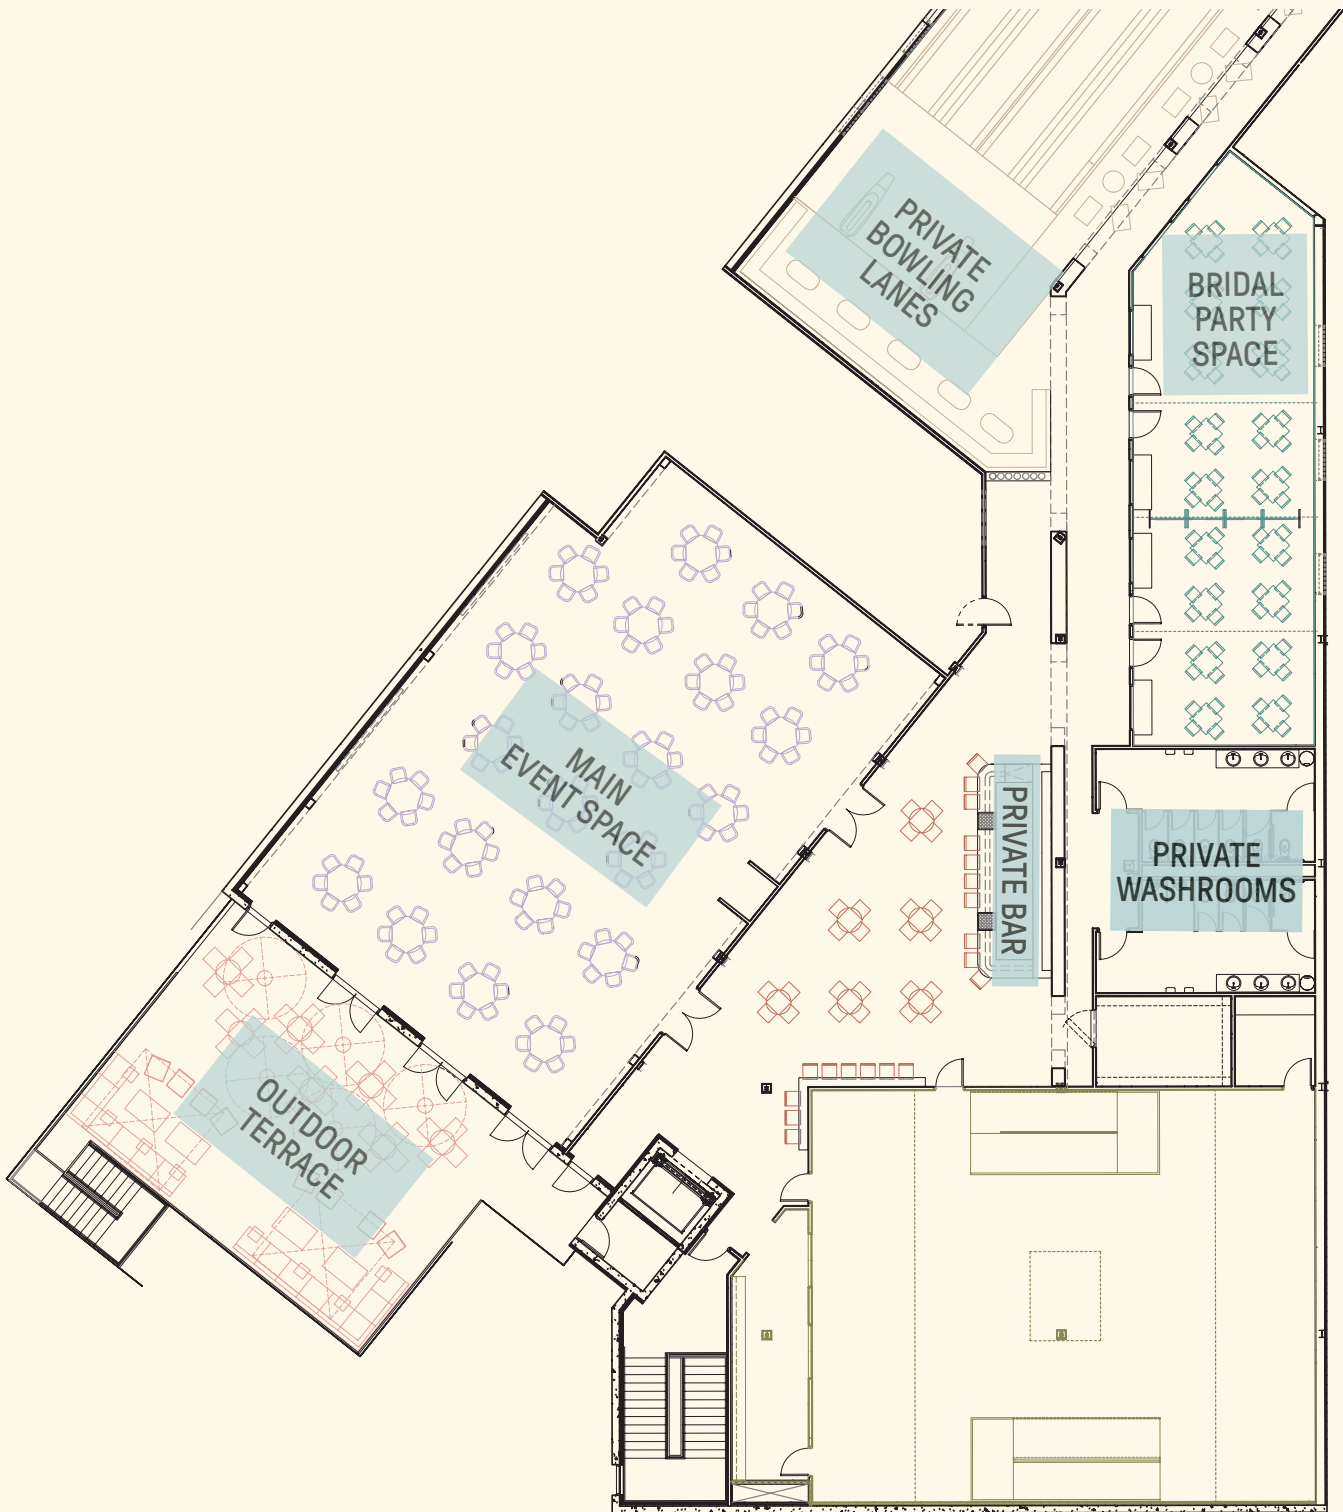 PRIVATE
BOWLING
LANES
BRIDAL
PARTY
SPACE
MAIN
EVENT SPACE
PRIVATE BAR
PRIVATE
WASHROOMS
OUTDOOR
TERRACE